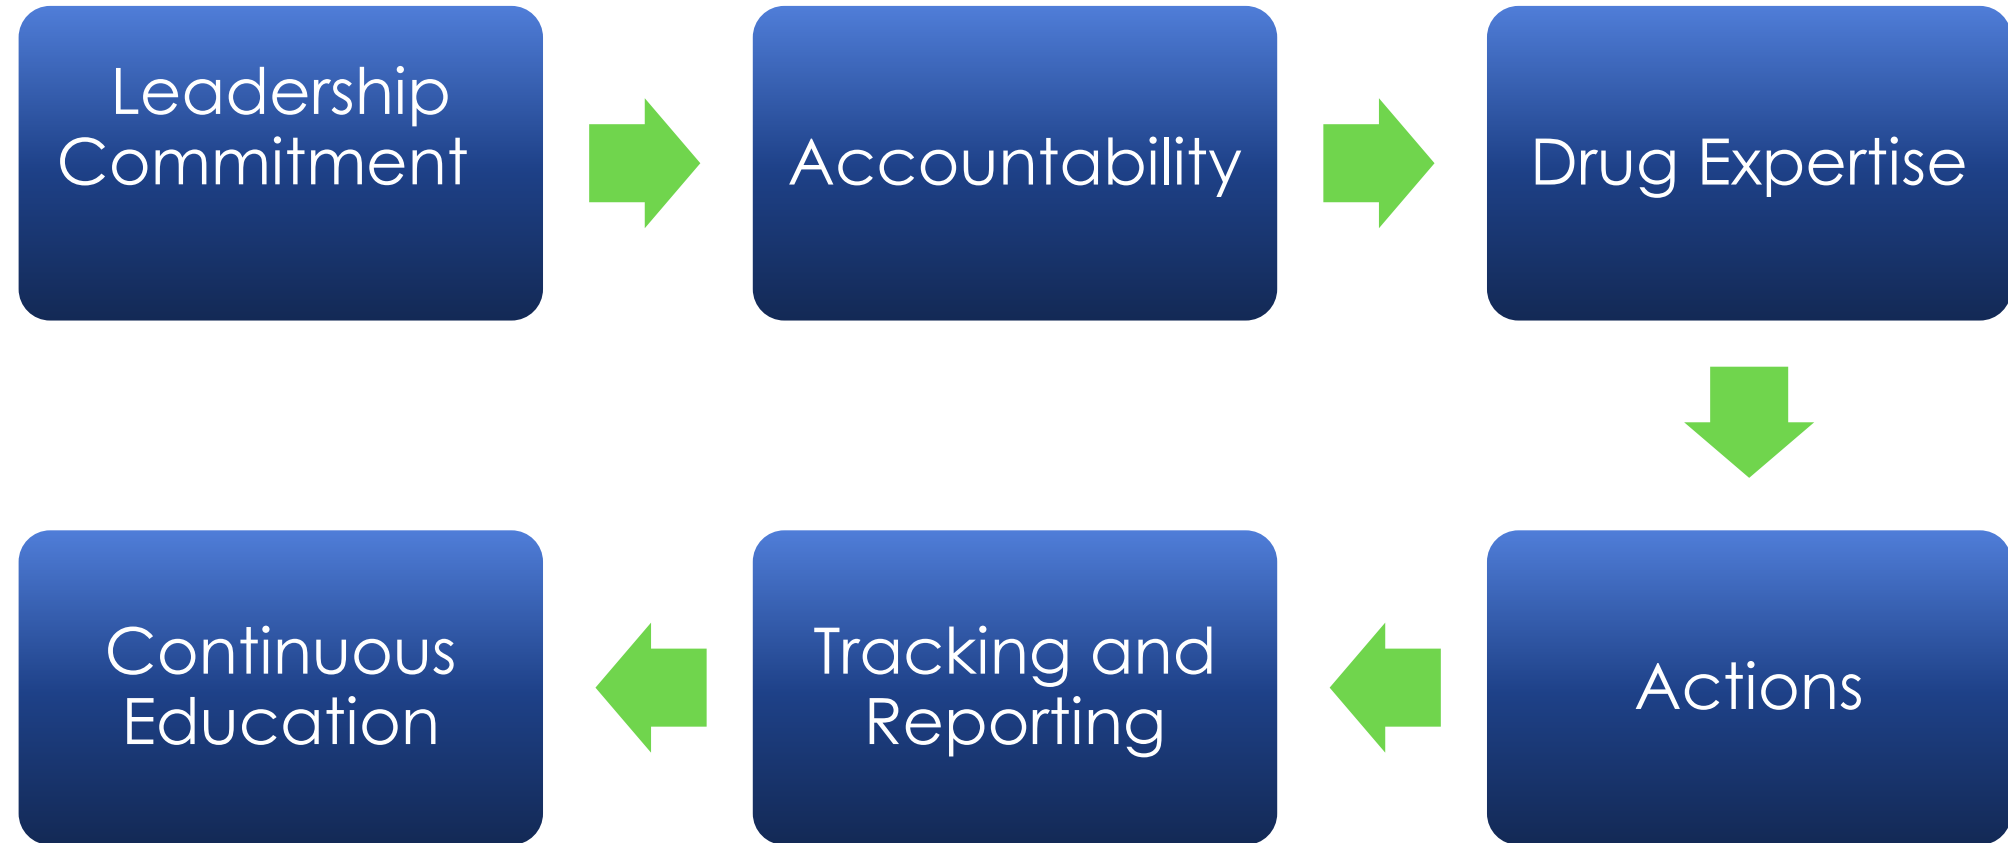 Leadership
Commitment
Accountability
Drug Expertise
Actions
Tracking and
Reporting
Continuous
Education